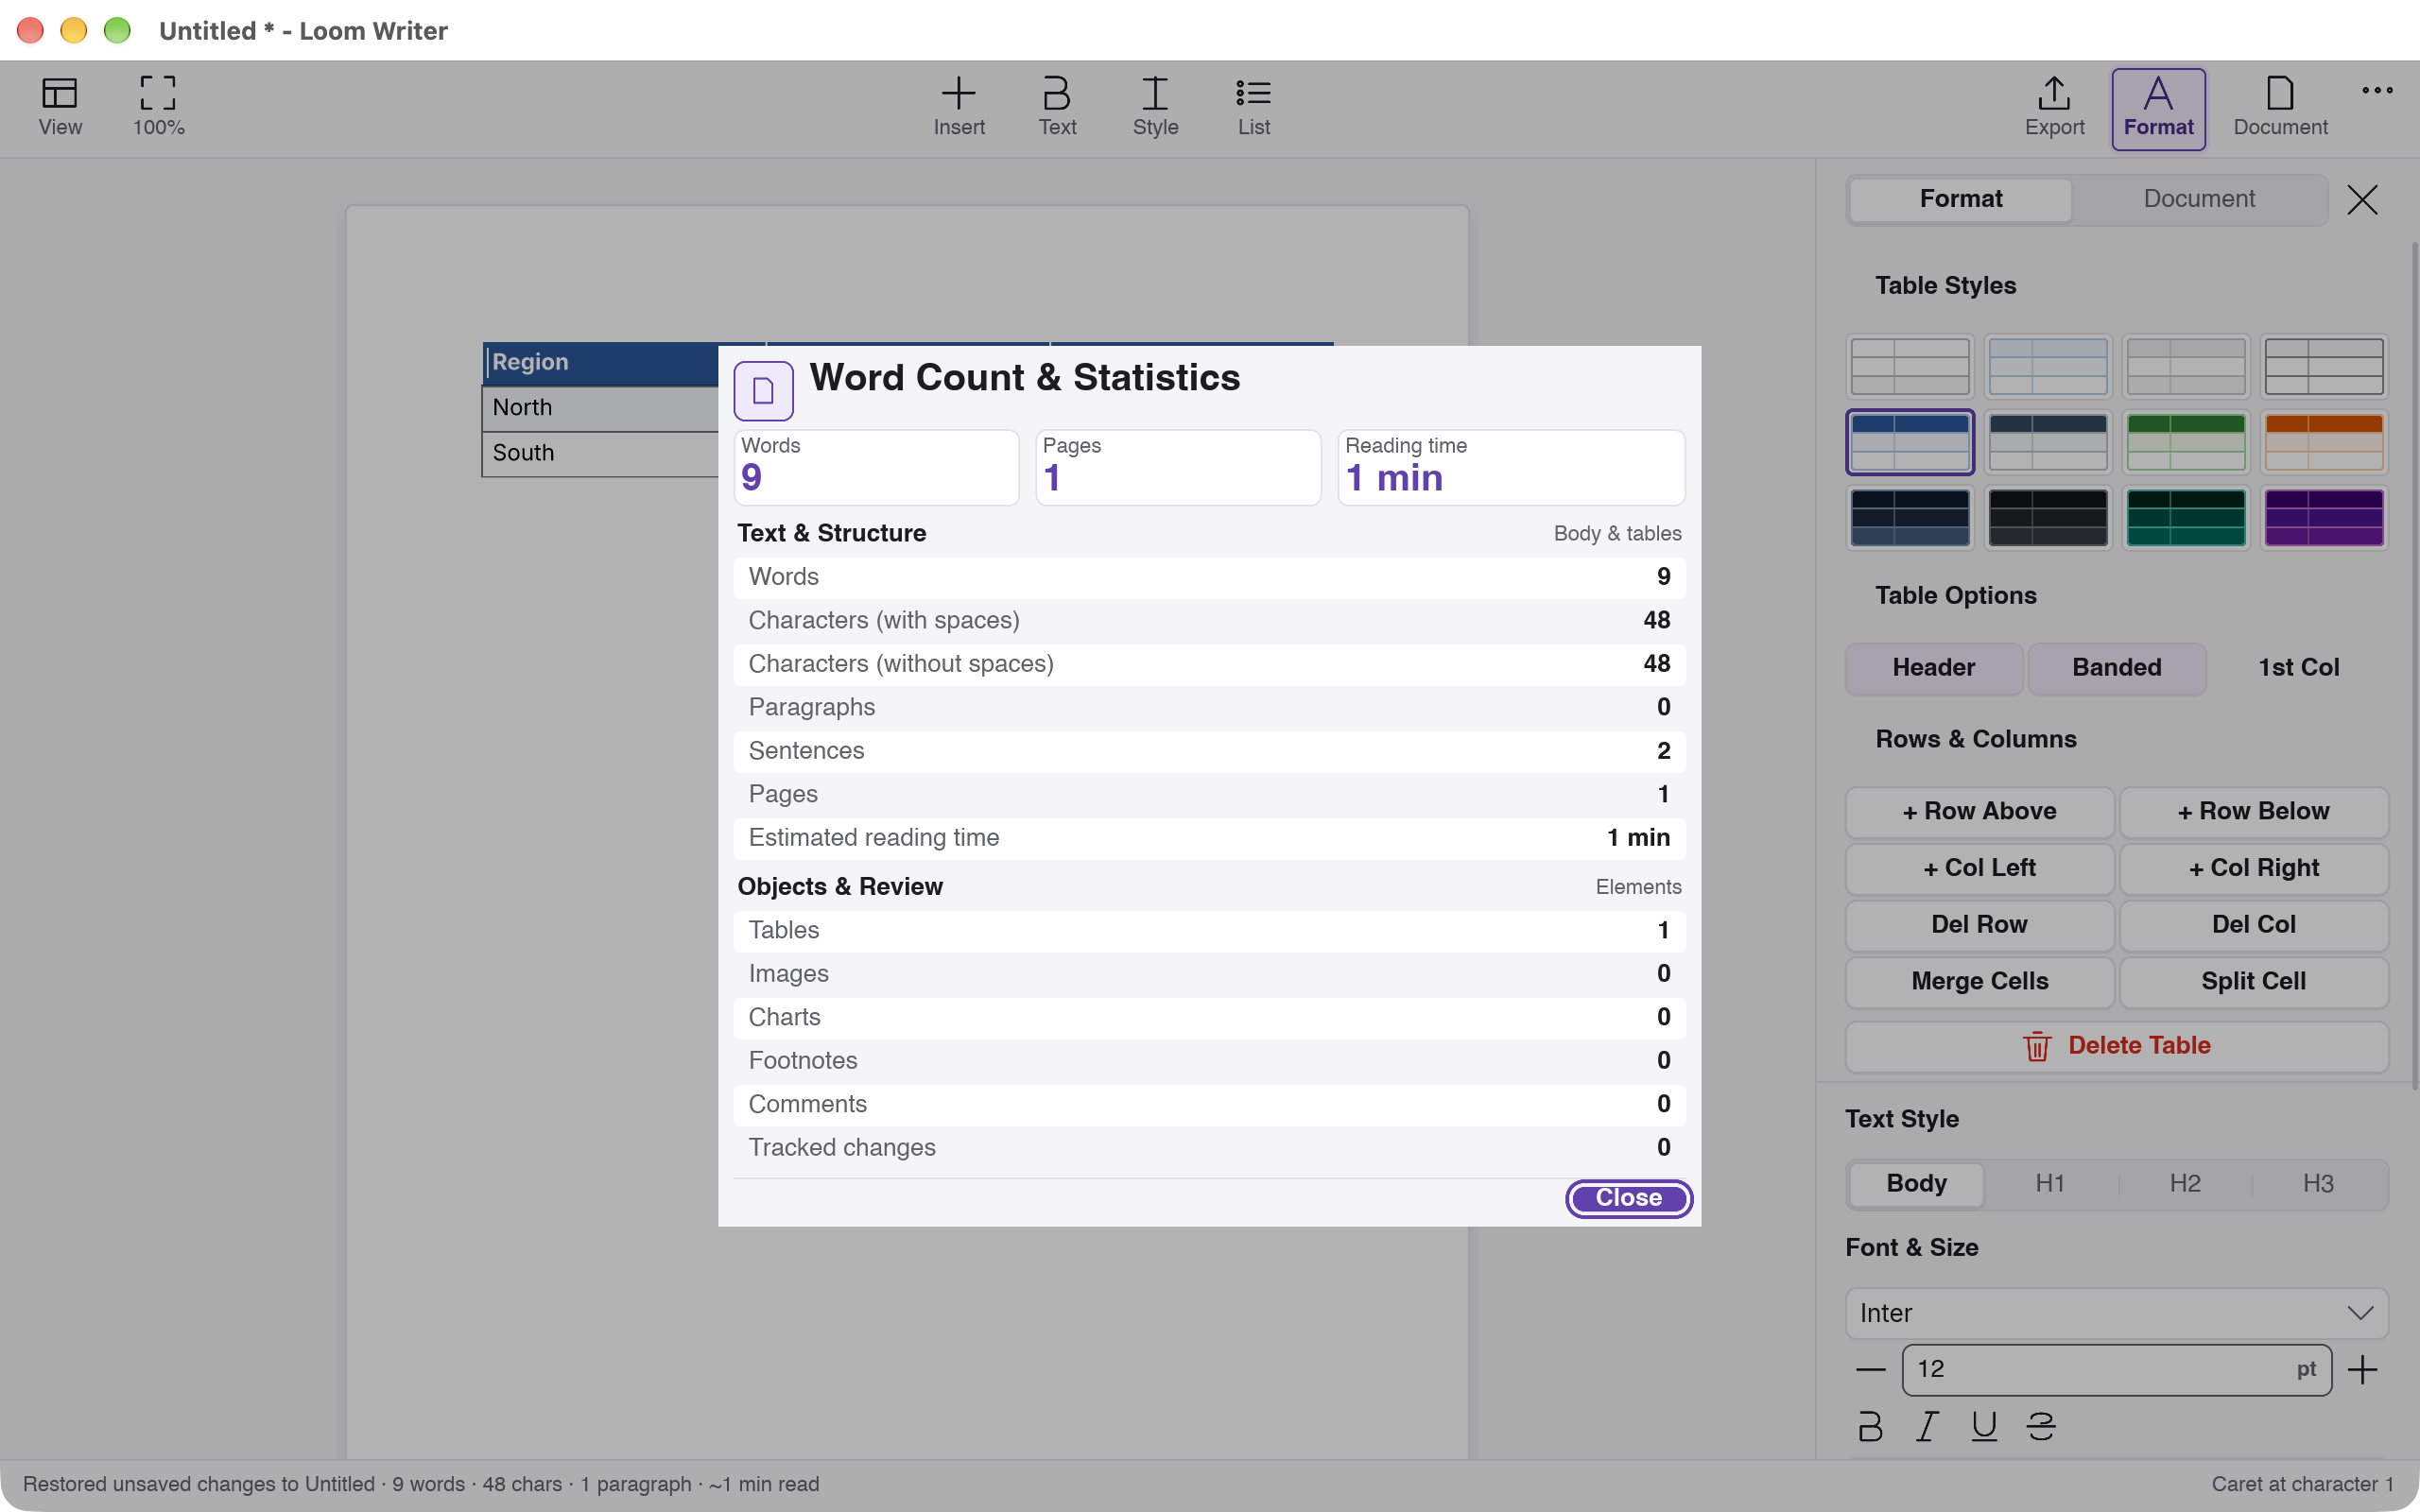 Untitled * - Loom Writer
View
100%
Insert
Text
Style
List
Export
Format
Document
Format
Document
Region
North
South
Word Count & Statistics
Words
9
Pages
1
Reading time
1 min
Text & Structure
Body & tables
Words 9
Characters (with spaces) 48
Characters (without spaces) 48
Paragraphs 0
Sentences 2
Pages 1
Estimated reading time 1 min
Objects & Review
Elements
Tables 1
Images 0
Charts 0
Footnotes 0
Comments 0
Tracked changes 0
Close
Table Styles
Table Options
Header
Banded
1st Col
Rows & Columns
+ Row Above
+ Row Below
+ Col Left
+ Col Right
Del Row
Del Col
Merge Cells
Split Cell
Delete Table
Text Style
Body
H1
H2
H3
Font & Size
Inter
12 pt
B I U S
Restored unsaved changes to Untitled · 9 words · 48 chars · 1 paragraph · ~1 min read
Caret at character 1